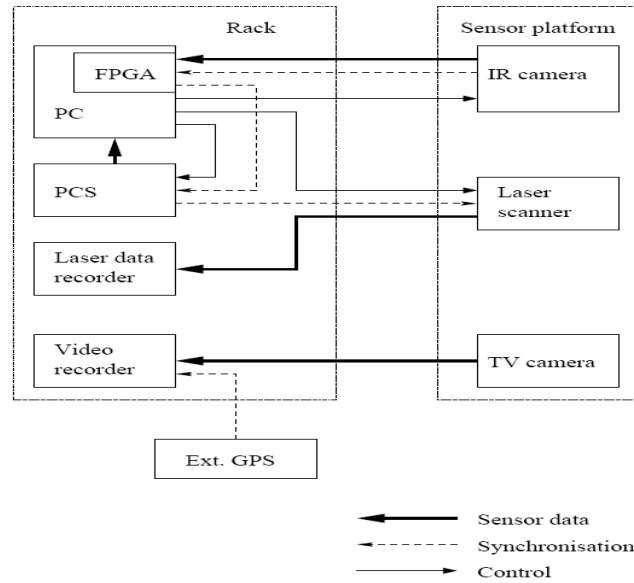 Rack
Sensor platform
FPGA
PC
IR camera
PCS
Laser
scanner
Laser data
recorder
Video
recorder
TV camera
Ext. GPS
Sensor data
Synchronisation
Control